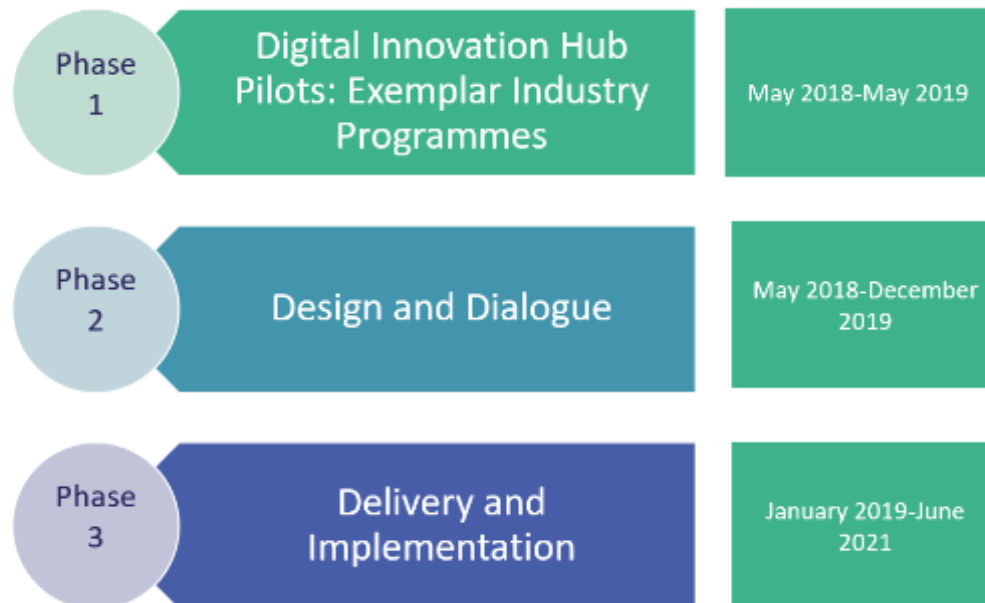 Phase
1
Digital Innovation Hub
Pilots: Exemplar Industry
Programmes
May 2018-May 2019
Phase
2
Design and Dialogue
May 2018-December
2019
Phase
3
Delivery and
Implementation
January 2019-June
2021